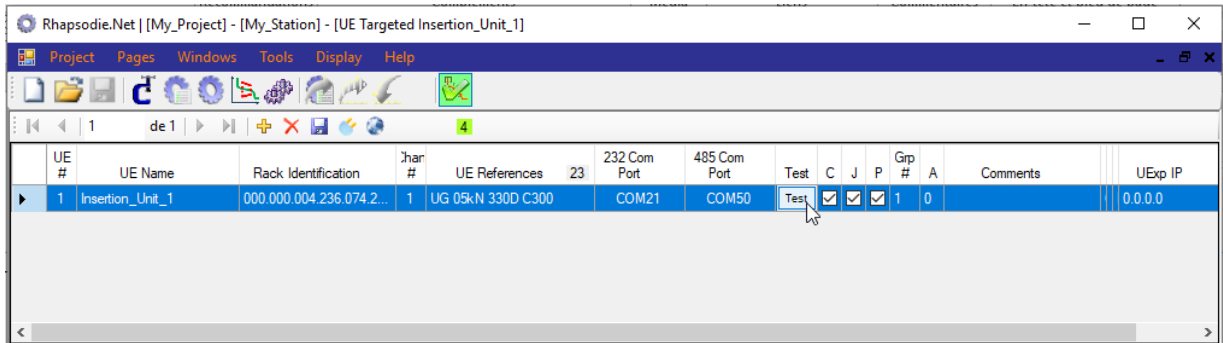 Rhapsodie.Net | [My_Project] - [My_Station] - [UE Targeted Insertion_Unit_1]
Project Pages Windows Tools Display Help
1 de 1 4
UE # UE Name Rack Identification Chan # UE References 23 232 Com Port 485 Com Port Test C J P Grp # A Comments UExp IP
1 Insertion_Unit_1 000.000.004.236.074.2... 1 UG 05kN 330D C300 COM21 COM50 Test 1 0 0.0.0.0